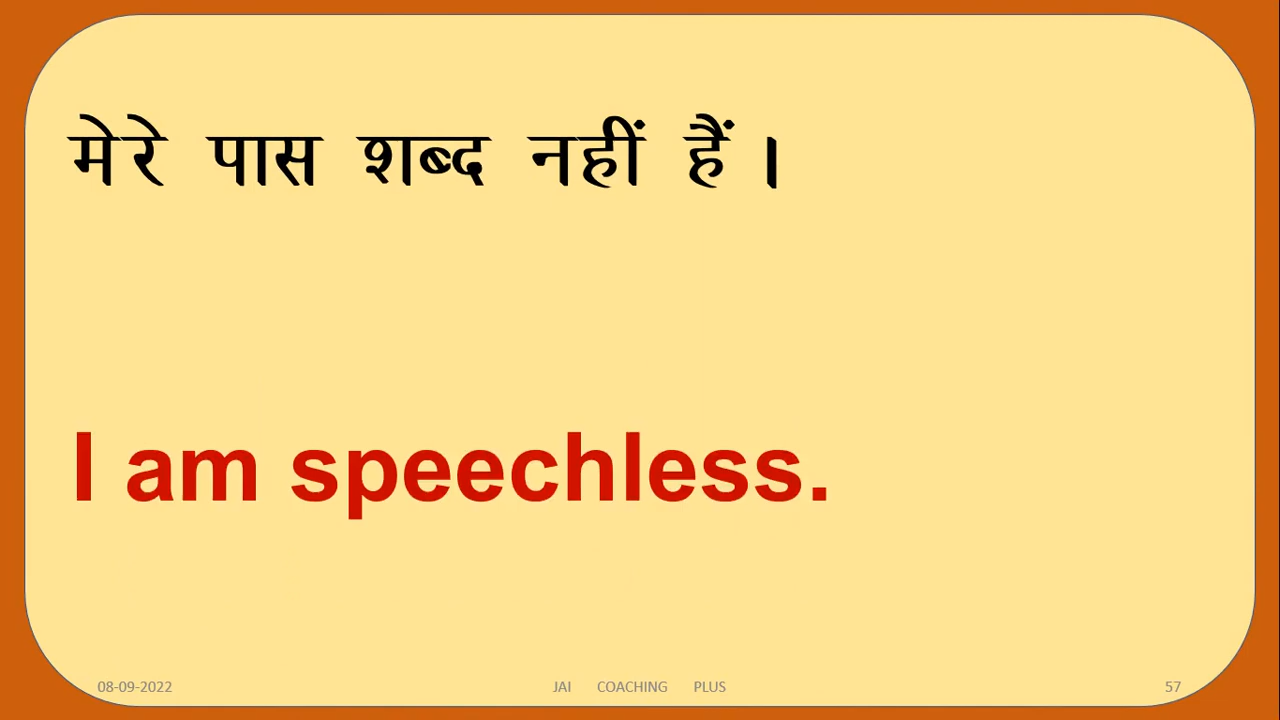 मेरे पास शब्द नहीं हैं ।
I am speechless.
08-09-2022 JAI COACHING PLUS 57